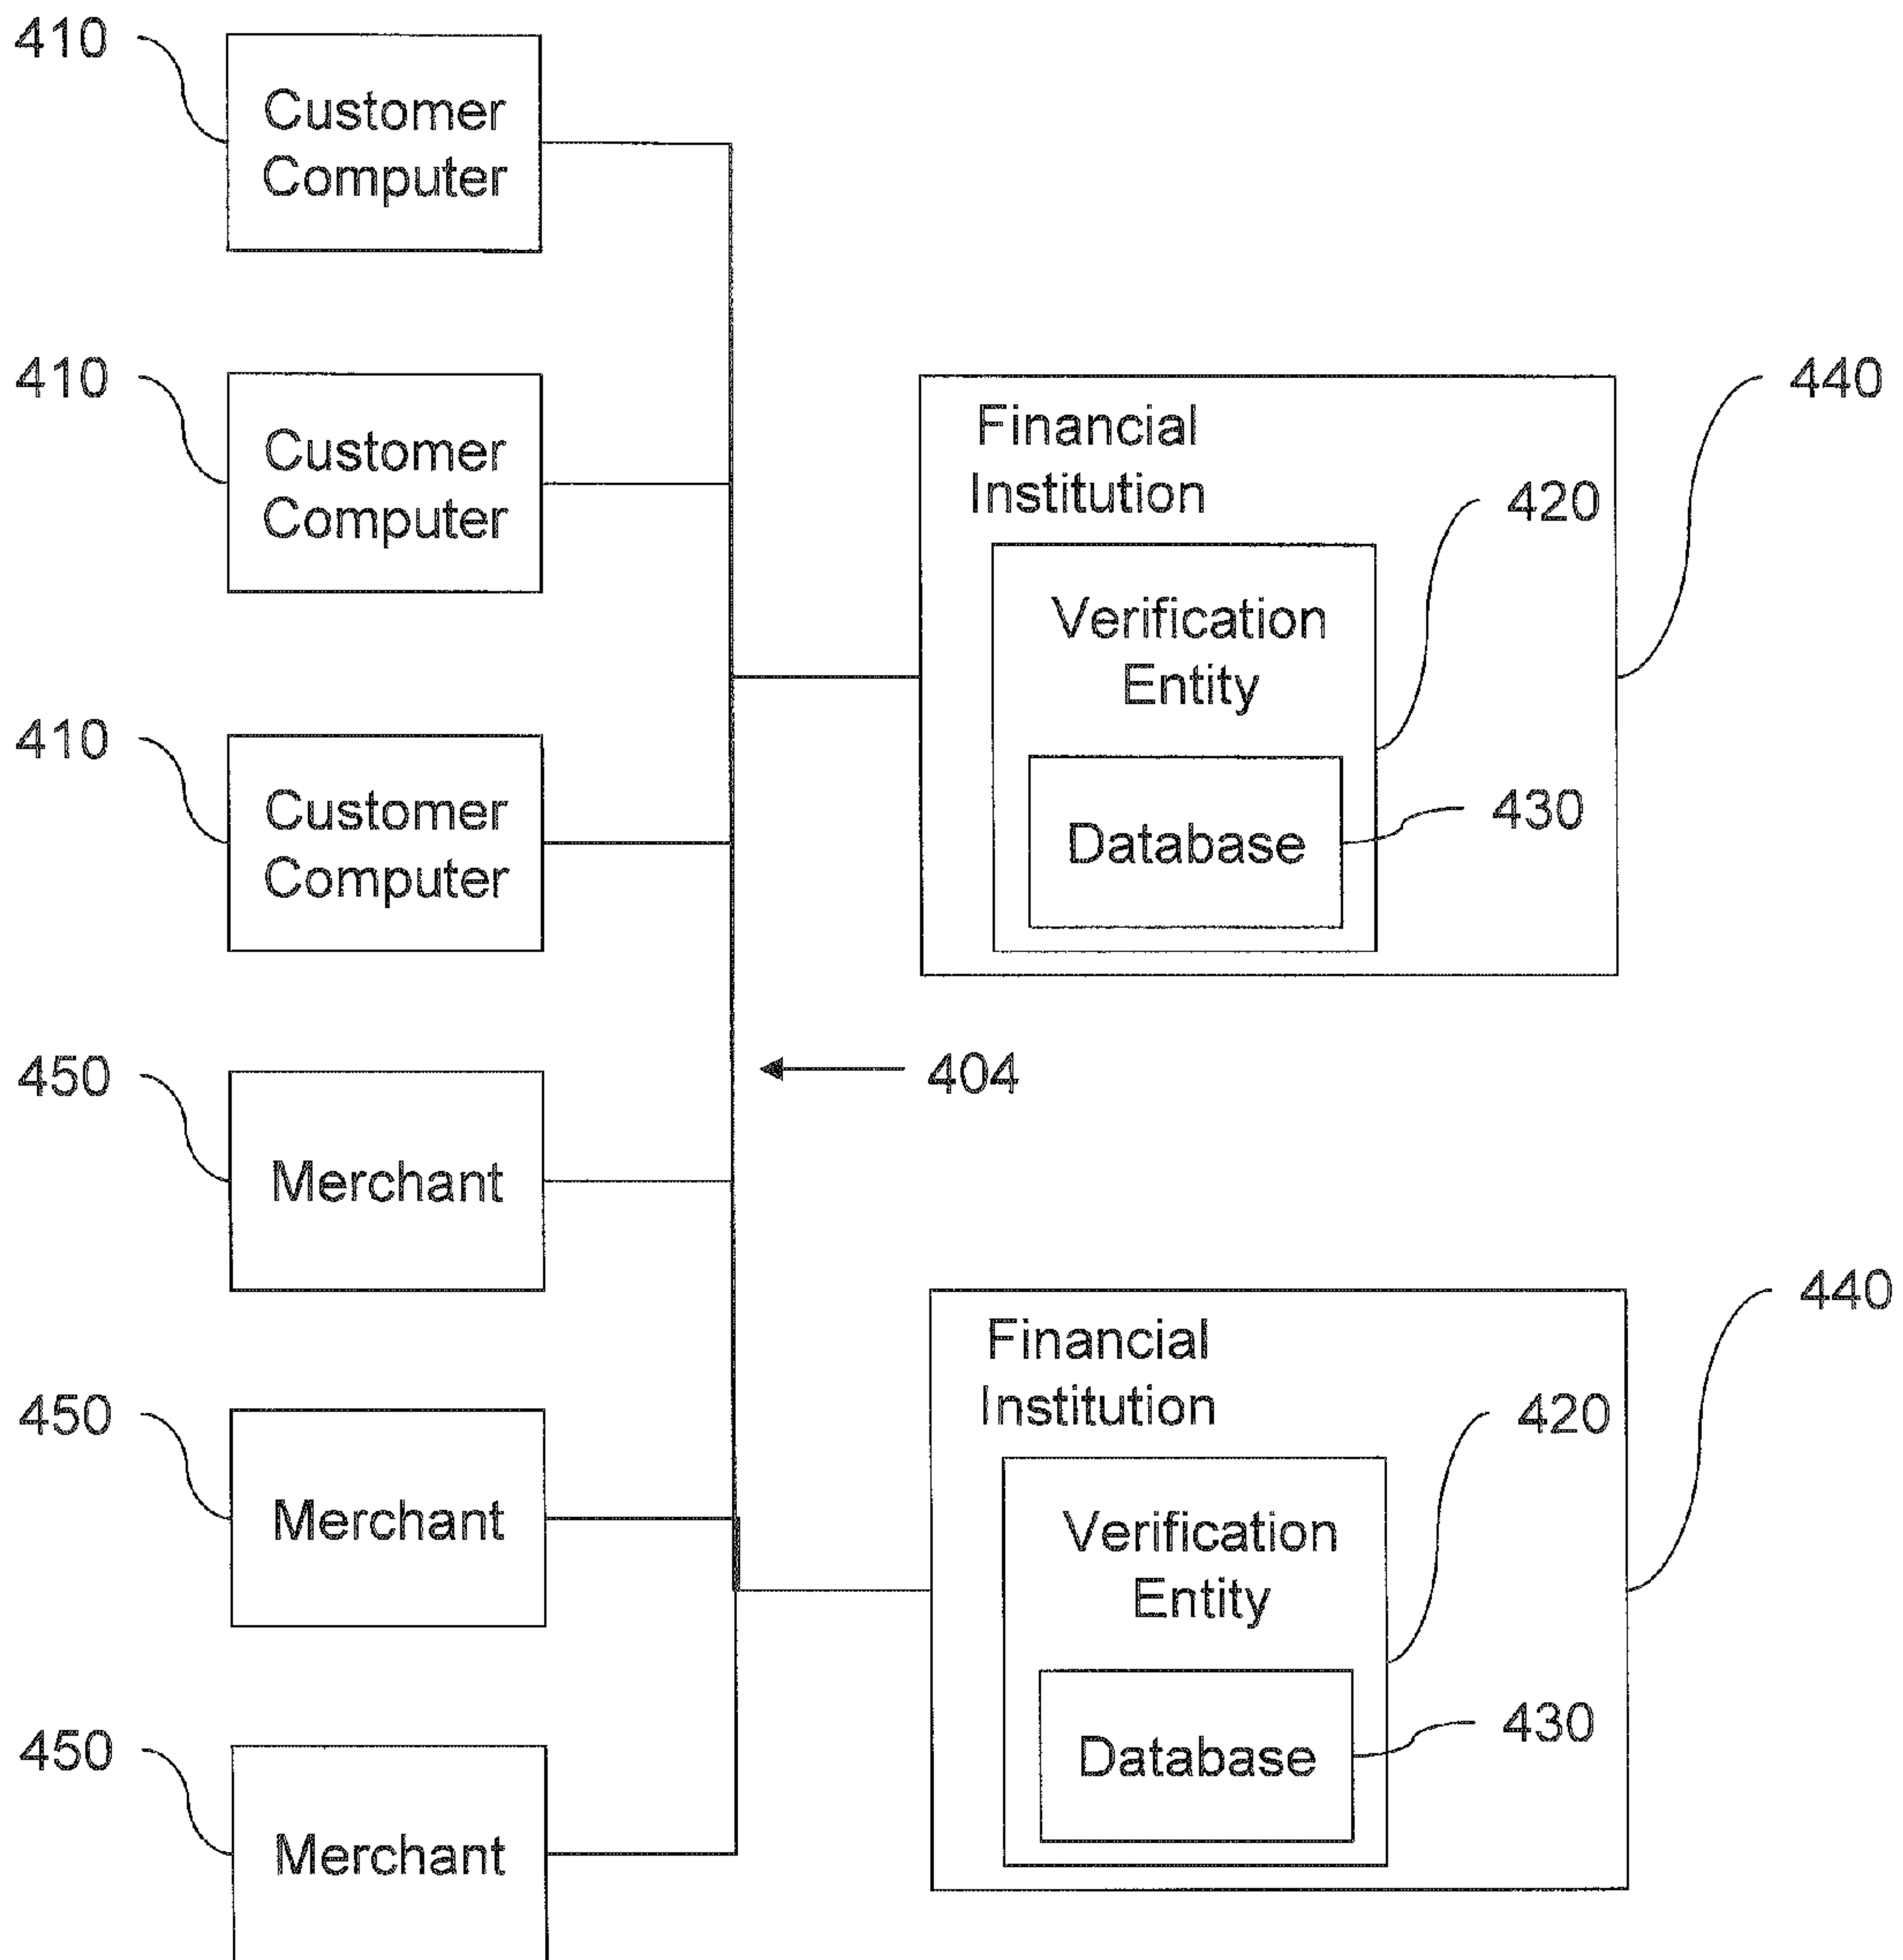 410
Customer
Computer
410
Customer
Computer
440
Financial
Institution
420
Verification
Entity
410
Customer
Computer
430
Database
450
Merchant
404
440
Financial
Institution
450
Merchant
420
Verification
Entity
430
Database
450
Merchant